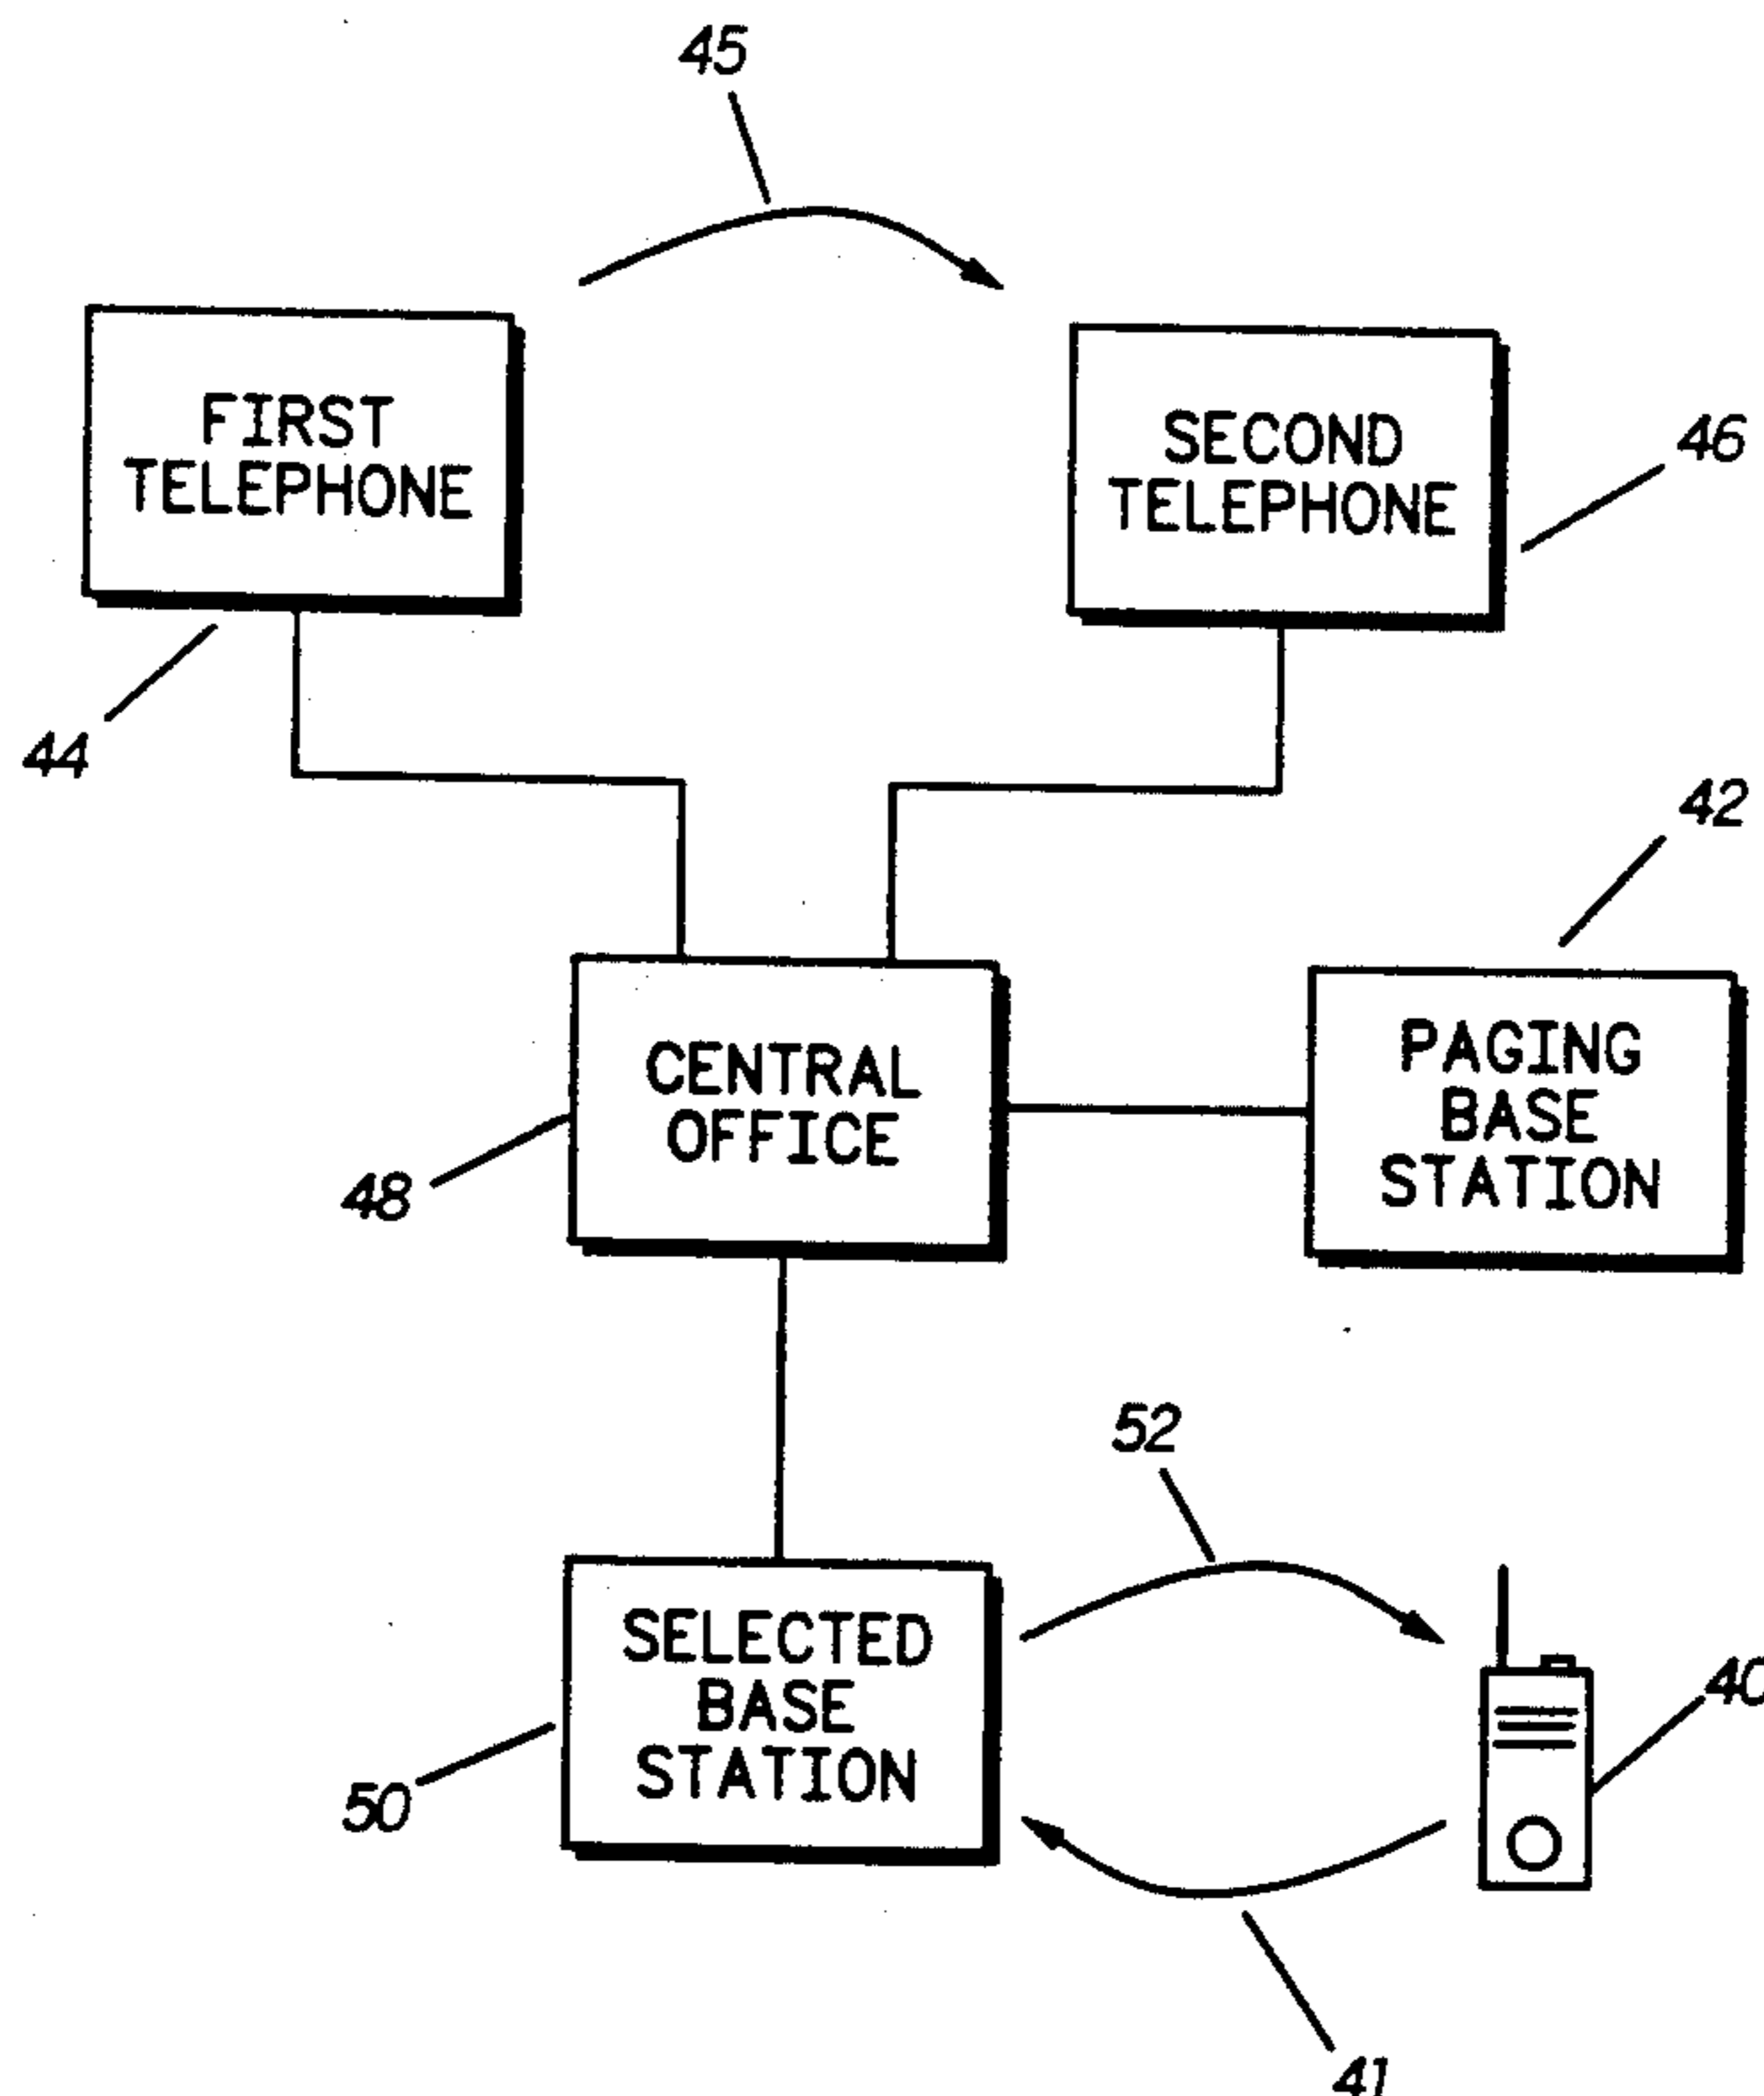 45
FIRST
TELEPHONE
SECOND
TELEPHONE
46
44
42
CENTRAL
OFFICE
PAGING
BASE
STATION
48
52
SELECTED
BASE
STATION
40
50
41